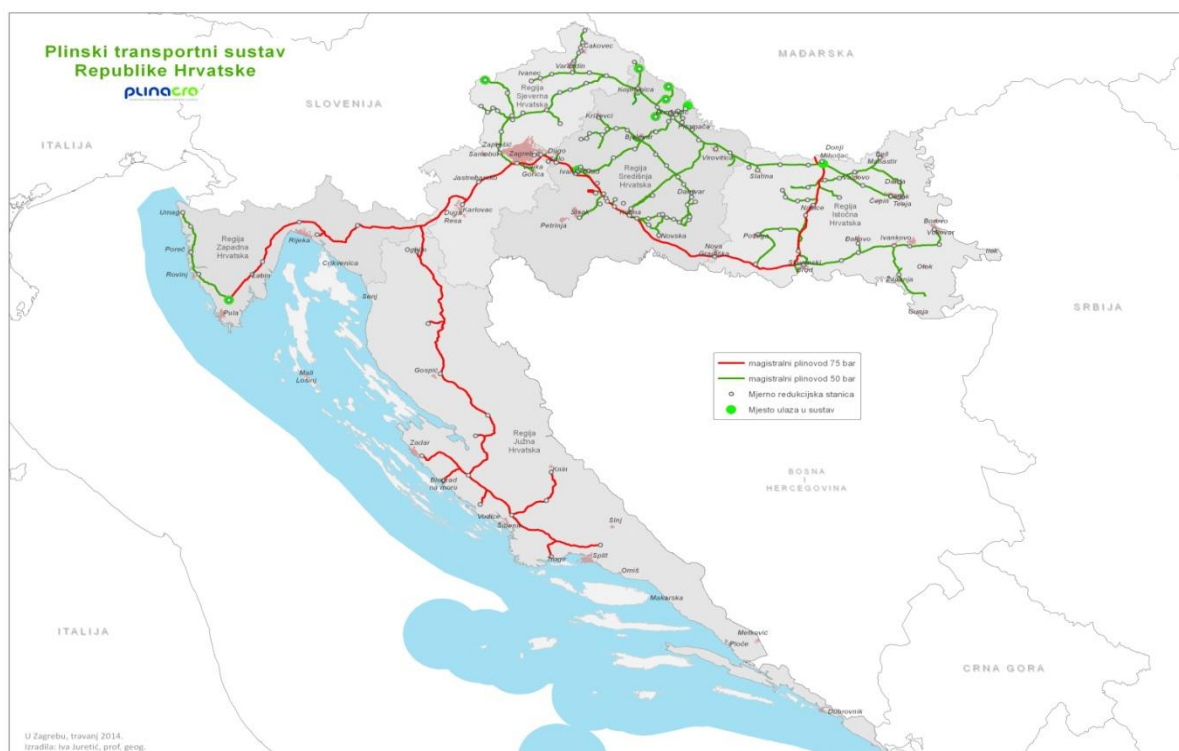 Plinski transportni sustav
Republike Hrvatske
plinacro
MAĐARSKA
SLOVENIJA
ITALIJA
SRBIJA
BOSNA
I
HERCEGOVINA
CRNA GORA
ITALIJA
Čakovec
Varaždin
Ivanec
Regija
Sjeverna
Hrvatska
Koprivnica
Križevci
Bjelovar
Pitomača
Virovitica
Slatina
Donji
Miholjac
Beli
Manastir
Valpovo
Darda
Čepin
Tenja
Našice
Regija
Istočna
Hrvatska
Borovo
Vukovar
Ivankovo
Đakovo
Požega
Slavonski
Brod
Otok
Ilok
Županja
Gunja
Zaprešić
Samobor
Zagreb
Dugo
Selo
Velika
Gorica
Ivanić Grad
Regija
Središnja
Hrvatska
Daruvar
Jastrebarsko
Karlovac
Duga
Resa
Petrinja
Sisak
Kutina
Novska
Nova
Gradiška
Ogulin
Umag
Poreč
Rovinj
Regija
Zapadna
Hrvatska
Labin
Pula
Rijeka
Crikvenica
Senj
Mali
Lošinj
Gospić
Zadar
Regija
Južna
Hrvatska
Biograd
na moru
Knin
Vodice
Šibenik
Sinj
Trogir
Split
Omiš
Makarska
Metković
Ploče
Dubrovnik
magistralni plinovod 75 bar
magistralni plinovod 50 bar
Mjerno redukcijska stanica
Mjesto ulaza u sustav
U Zagrebu, travanj 2014.
Izradila: Iva Juretić, prof. geog.